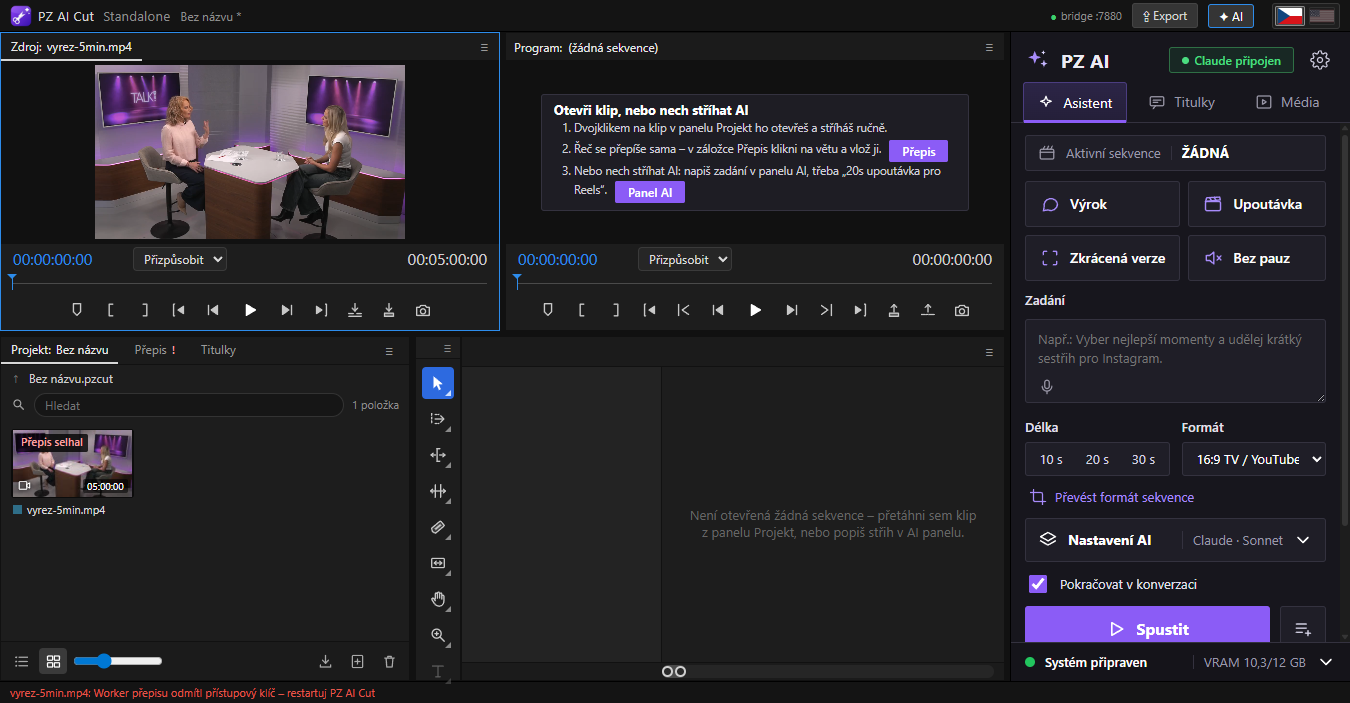 PZ AI Cut Standalone Bez názvu *
bridge :7880
Export
AI
Zdroj: vyrez-5min.mp4
TALK!
00:00:00:00
Přizpůsobit
00:05:00:00
Program: (žádná sekvence)
Otevři klip, nebo nech stříhat AI
1. Dvojklikem na klip v panelu Projekt ho otevřeš a stříháš ručně.
2. Řeč se přepíše sama – v záložce Přepis klikni na větu a vlož ji. Přepis
3. Nebo nech stříhat AI: napiš zadání v panelu AI, třeba „20s upoutávka pro
Reels“. Panel AI
00:00:00:00
Přizpůsobit
00:00:00:00
Projekt: Bez názvu
Přepis !
Titulky
Bez názvu.pzcut
Hledat
1 položka
Přepis selhal
05:00:00
vyrez-5min.mp4
Není otevřená žádná sekvence – přetáhni sem klip
z panelu Projekt, nebo popiš střih v AI panelu.
PZ AI
Claude připojen
Asistent
Titulky
Média
Aktivní sekvence ŽÁDNÁ
Výrok
Upoutávka
Zkrácená verze
Bez pauz
Zadání
Např.: Vyber nejlepší momenty a udělej krátký
sestřih pro Instagram.
Délka
Formát
10 s 20 s 30 s
16:9 TV / YouTube
Převést formát sekvence
Nastavení AI
Claude · Sonnet
Pokračovat v konverzaci
Spustit
Systém připraven
VRAM 10,3/12 GB
vyrez-5min.mp4: Worker přepisu odmítl přístupový klíč – restartuj PZ AI Cut